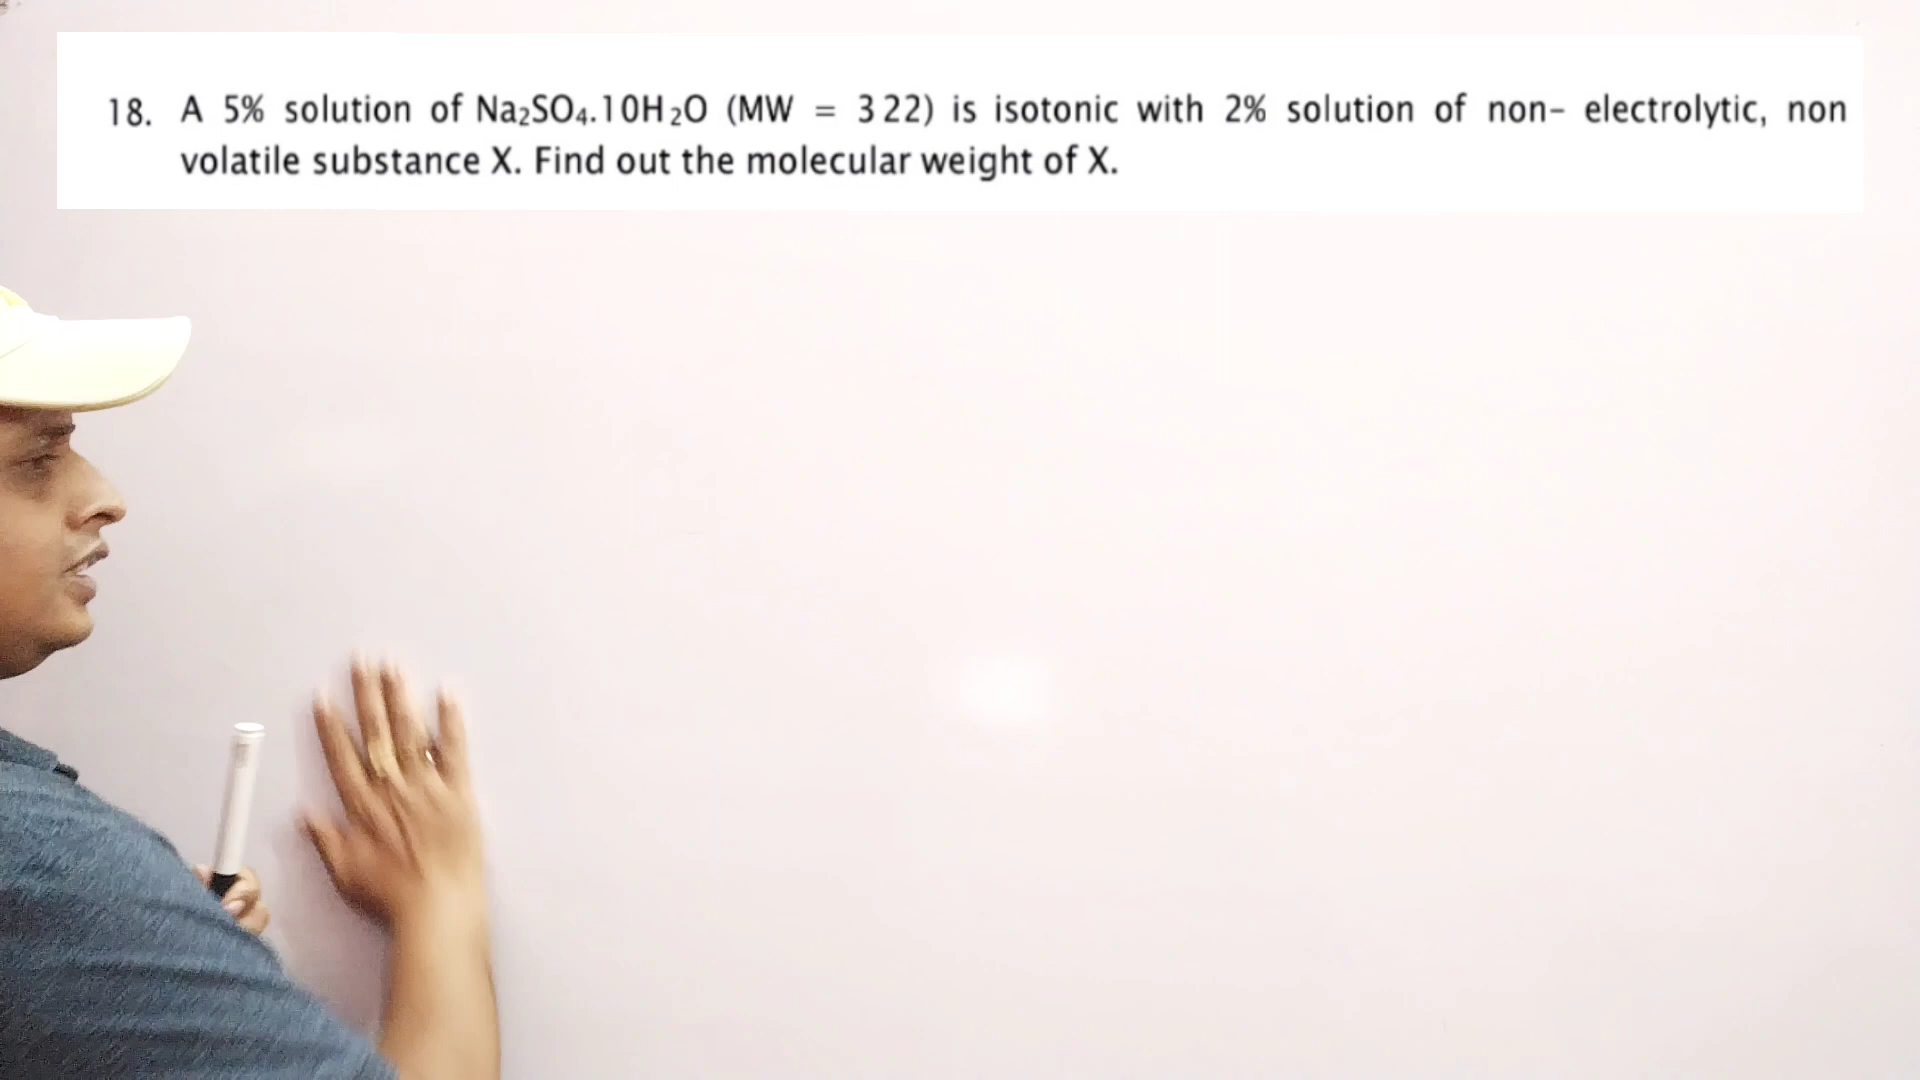 18. A 5% solution of Na₂SO₄.10H₂O (MW = 322) is isotonic with 2% solution of non- electrolytic, non
volatile substance X. Find out the molecular weight of X.